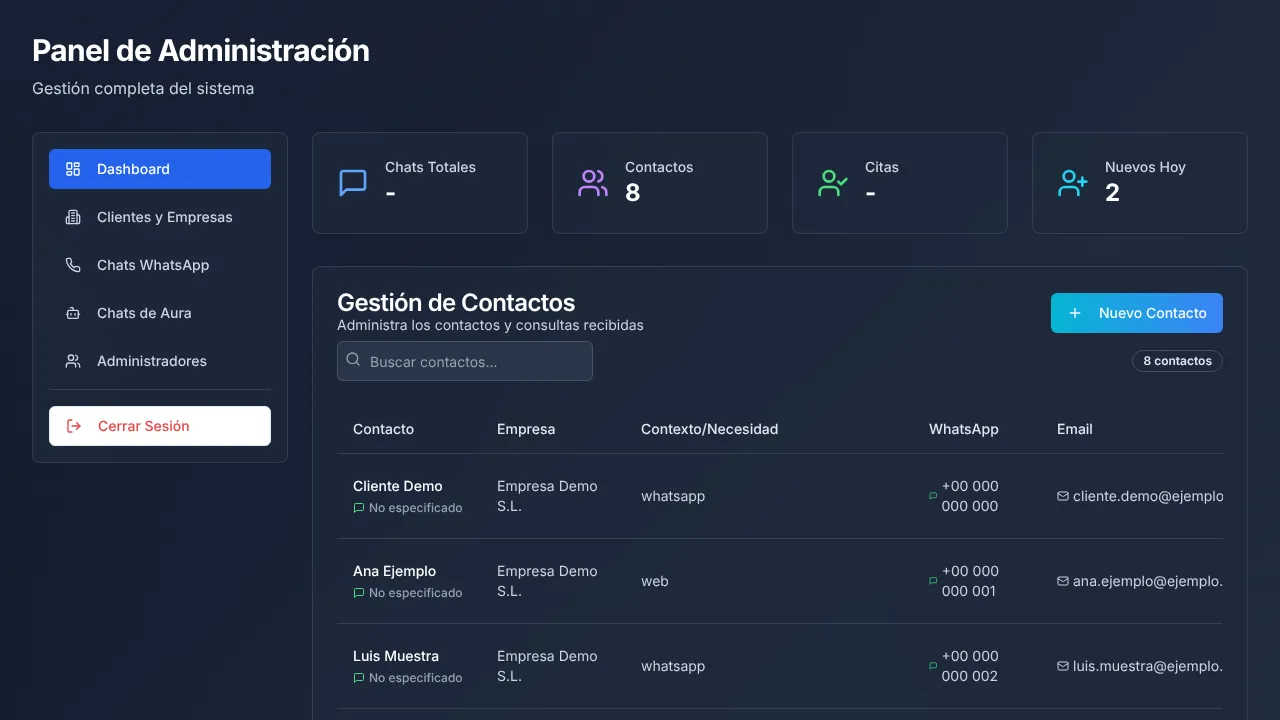 Panel de Administración
Gestión completa del sistema
Dashboard
Clientes y Empresas
Chats WhatsApp
Chats de Aura
Administradores
Cerrar Sesión
Chats Totales
-
Contactos
8
Citas
-
Nuevos Hoy
2
Gestión de Contactos
Administra los contactos y consultas recibidas
Nuevo Contacto
Buscar contactos...
8 contactos
Contacto Empresa Contexto/Necesidad WhatsApp Email
Cliente Demo
No especificado
Empresa Demo
S.L.
whatsapp
+00 000
000 000
cliente.demo@ejemplo
Ana Ejemplo
No especificado
Empresa Demo
S.L.
web
+00 000
000 001
ana.ejemplo@ejemplo.
Luis Muestra
No especificado
Empresa Demo
S.L.
whatsapp
+00 000
000 002
luis.muestra@ejemplo.